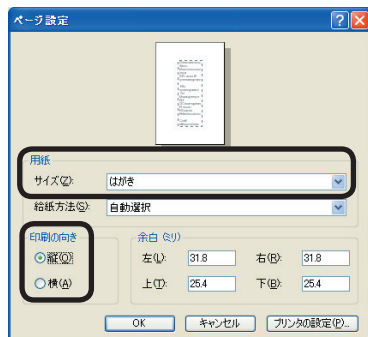 ページ設定
用紙
サイズ(Z): はがき
給紙方法(S): 自動選択
印刷の向き
縦(O)
横(A)
余白 (ミリ)
左(L): 31.8 右(R): 31.8
上(T): 25.4 下(B): 25.4
OK キャンセル プリンタの設定(P)...